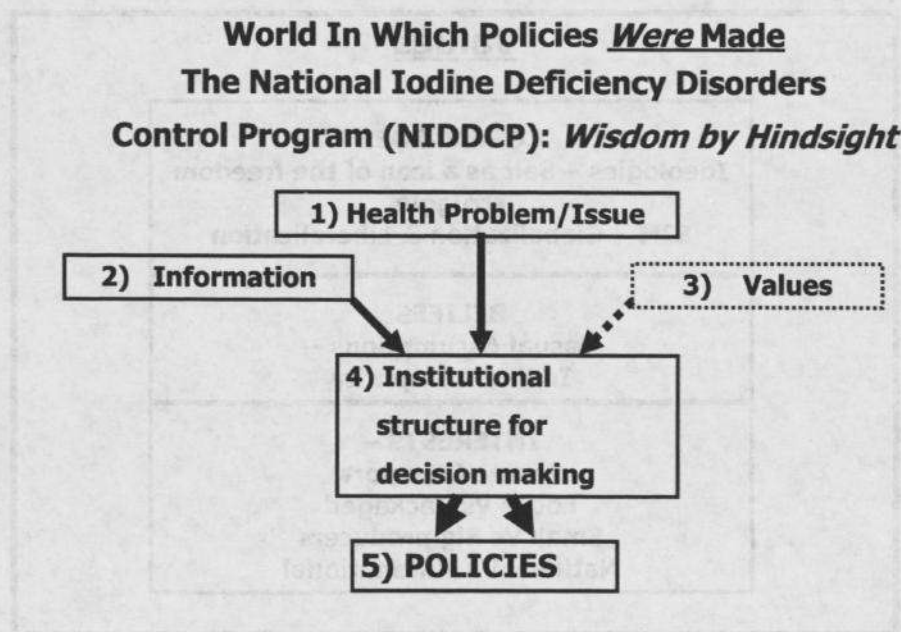 World In Which Policies Were Made
The National Iodine Deficiency Disorders
Control Program (NIDDCP): Wisdom by Hindsight
1) Health Problem/Issue
2) Information
3) Values
4) Institutional
structure for
decision making
5) POLICIES